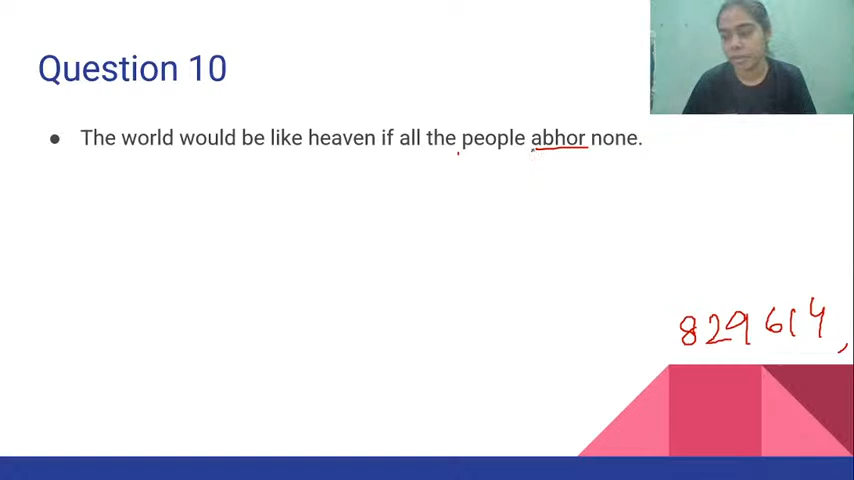 Question 10
● The world would be like heaven if all the people abhor none.
829614,